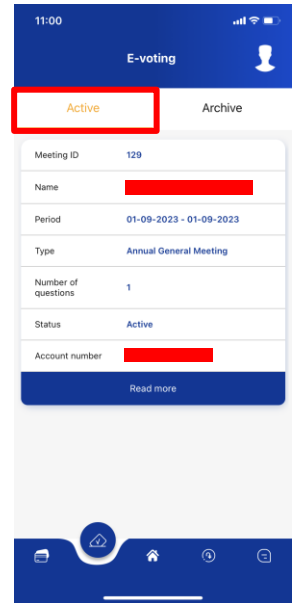 11:00
E-voting
Active Archive
Meeting ID 129
Name
Period 01-09-2023 - 01-09-2023
Type Annual General Meeting
Number of
questions 1
Status Active
Account number
Read more